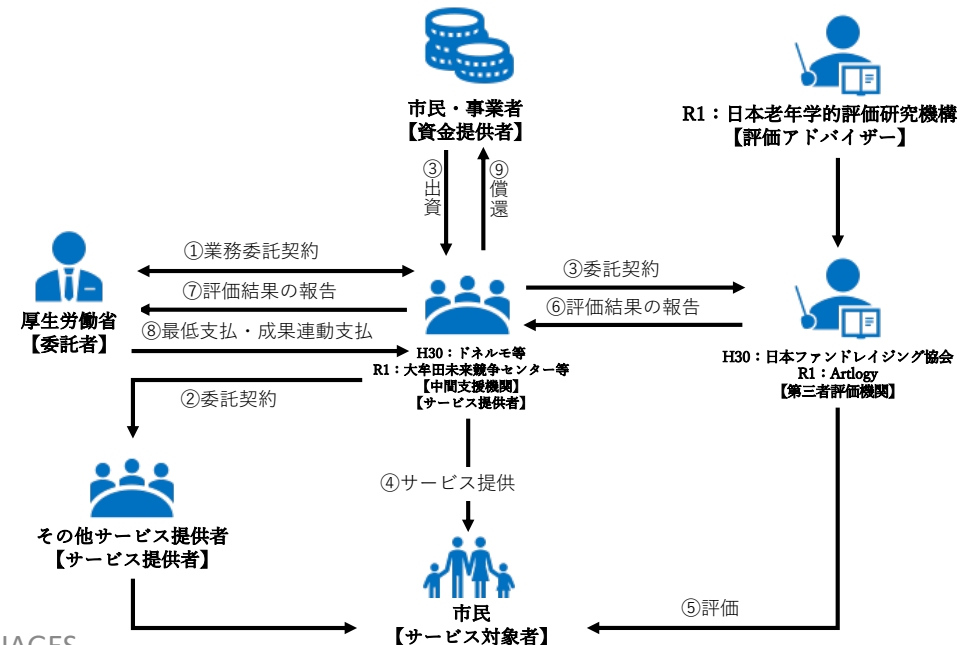 市民・事業者
【資金提供者】
R1：日本老年学的評価研究機構
【評価アドバイザー】
③出資
⑨償還
①業務委託契約
③委託契約
⑦評価結果の報告
⑥評価結果の報告
厚生労働省
【委託者】
⑧最低支払・成果連動支払
H30：ドネルモ等
R1：大牟田未来競争センター等
【中間支援機関】
【サービス提供者】
H30：日本ファンドレイジング協会
R1：Artlogy
【第三者評価機関】
②委託契約
④サービス提供
その他サービス提供者
【サービス提供者】
⑤評価
市民
【サービス対象者】